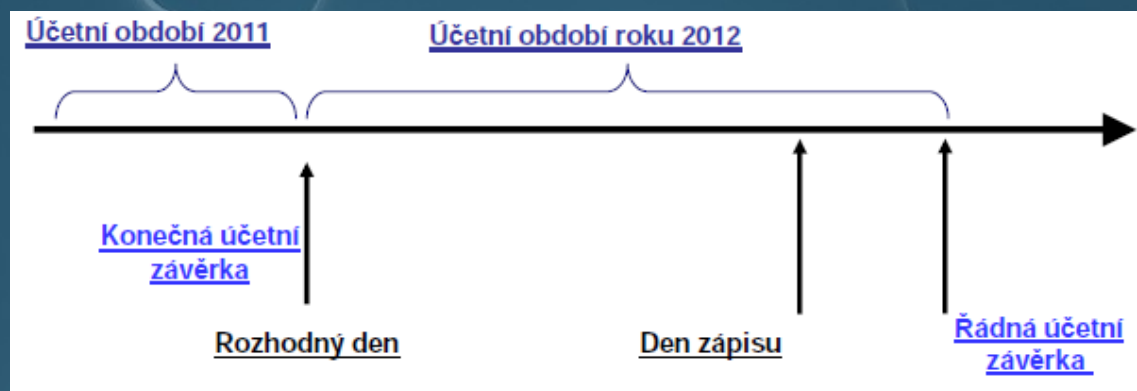 Účetní období 2011
Účetní období roku 2012
Konečná účetní
závěrka
Rozhodný den
Den zápisu
Řádná účetní
závěrka